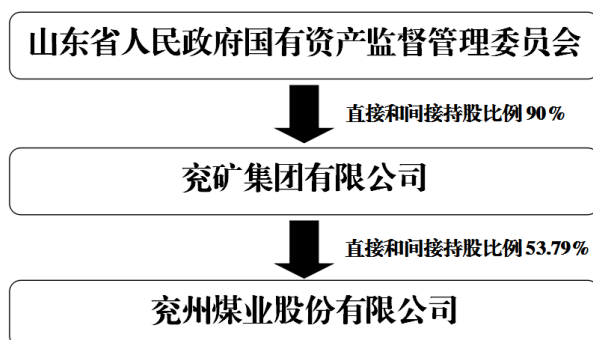 山东省人民政府国有资产监督管理委员会
直接和间接持股比例 90%
兖矿集团有限公司
直接和间接持股比例 53.79%
兖州煤业股份有限公司